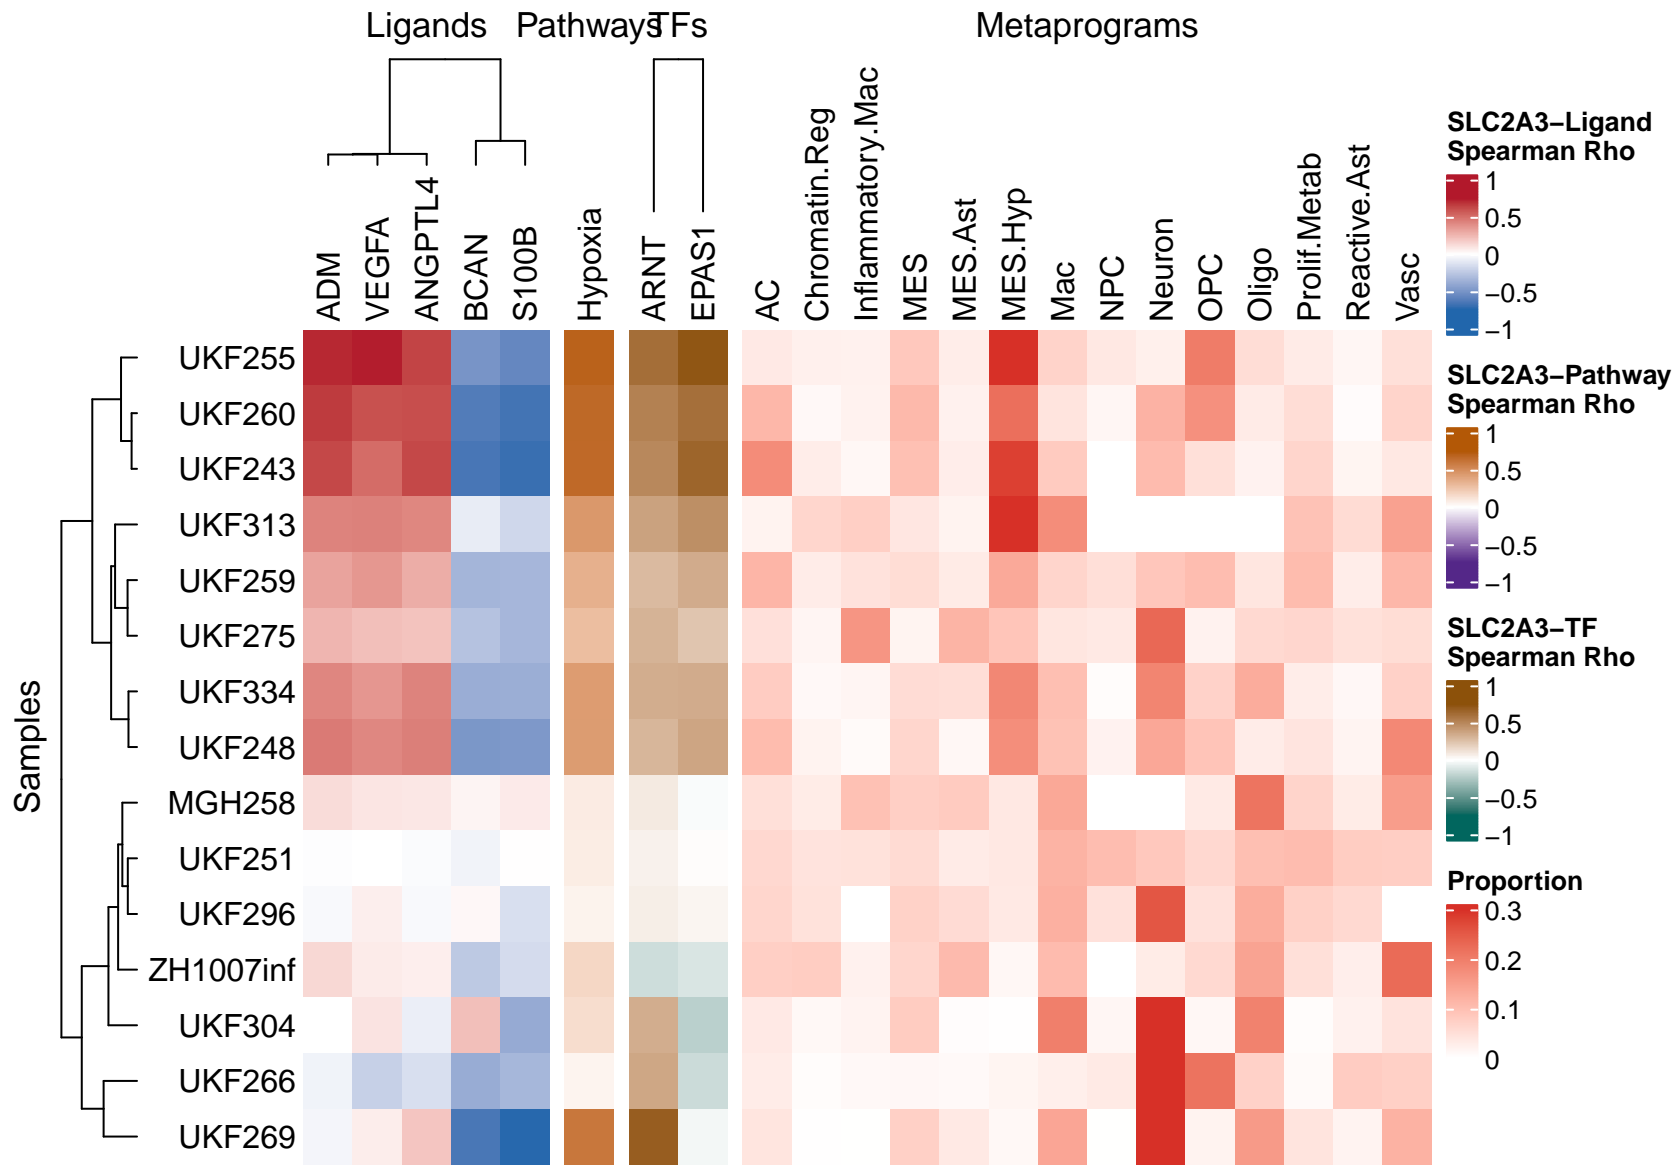 Ligands
Pathways
TFs
Metaprograms
ADM
VEGFA
ANGPTL4
BCAN
S100B
Hypoxia
ARNT
EPAS1
AC
Chromatin.Reg
Inflammatory.Mac
MES
MES.Ast
MES.Hyp
Mac
NPC
Neuron
OPC
Oligo
Prolif.Metab
Reactive.Ast
Vasc
Samples
UKF255
UKF260
UKF243
UKF313
UKF259
UKF275
UKF334
UKF248
MGH258
UKF251
UKF296
ZH1007inf
UKF304
UKF266
UKF269
SLC2A3−Ligand
Spearman Rho
1
0.5
0
−0.5
−1
SLC2A3−Pathway
Spearman Rho
1
0.5
0
−0.5
−1
SLC2A3−TF
Spearman Rho
1
0.5
0
−0.5
−1
Proportion
0.3
0.2
0.1
0